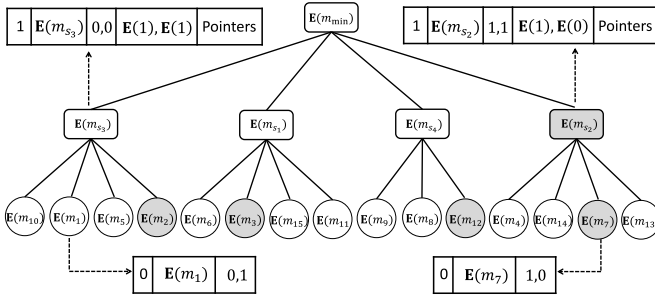 1 E(m_{s_3}) 0,0 E(1), E(1) Pointers
E(m_{min})
1 E(m_{s_2}) 1,1 E(1), E(0) Pointers
E(m_{s_3}) E(m_{s_1}) E(m_{s_4}) E(m_{s_2})
E(m_{10}) E(m_1) E(m_5) E(m_2) E(m_6) E(m_3) E(m_{15}) E(m_{11}) E(m_9) E(m_8) E(m_{12}) E(m_4) E(m_{14}) E(m_7) E(m_{13})
0 E(m_1) 0,1
0 E(m_7) 1,0